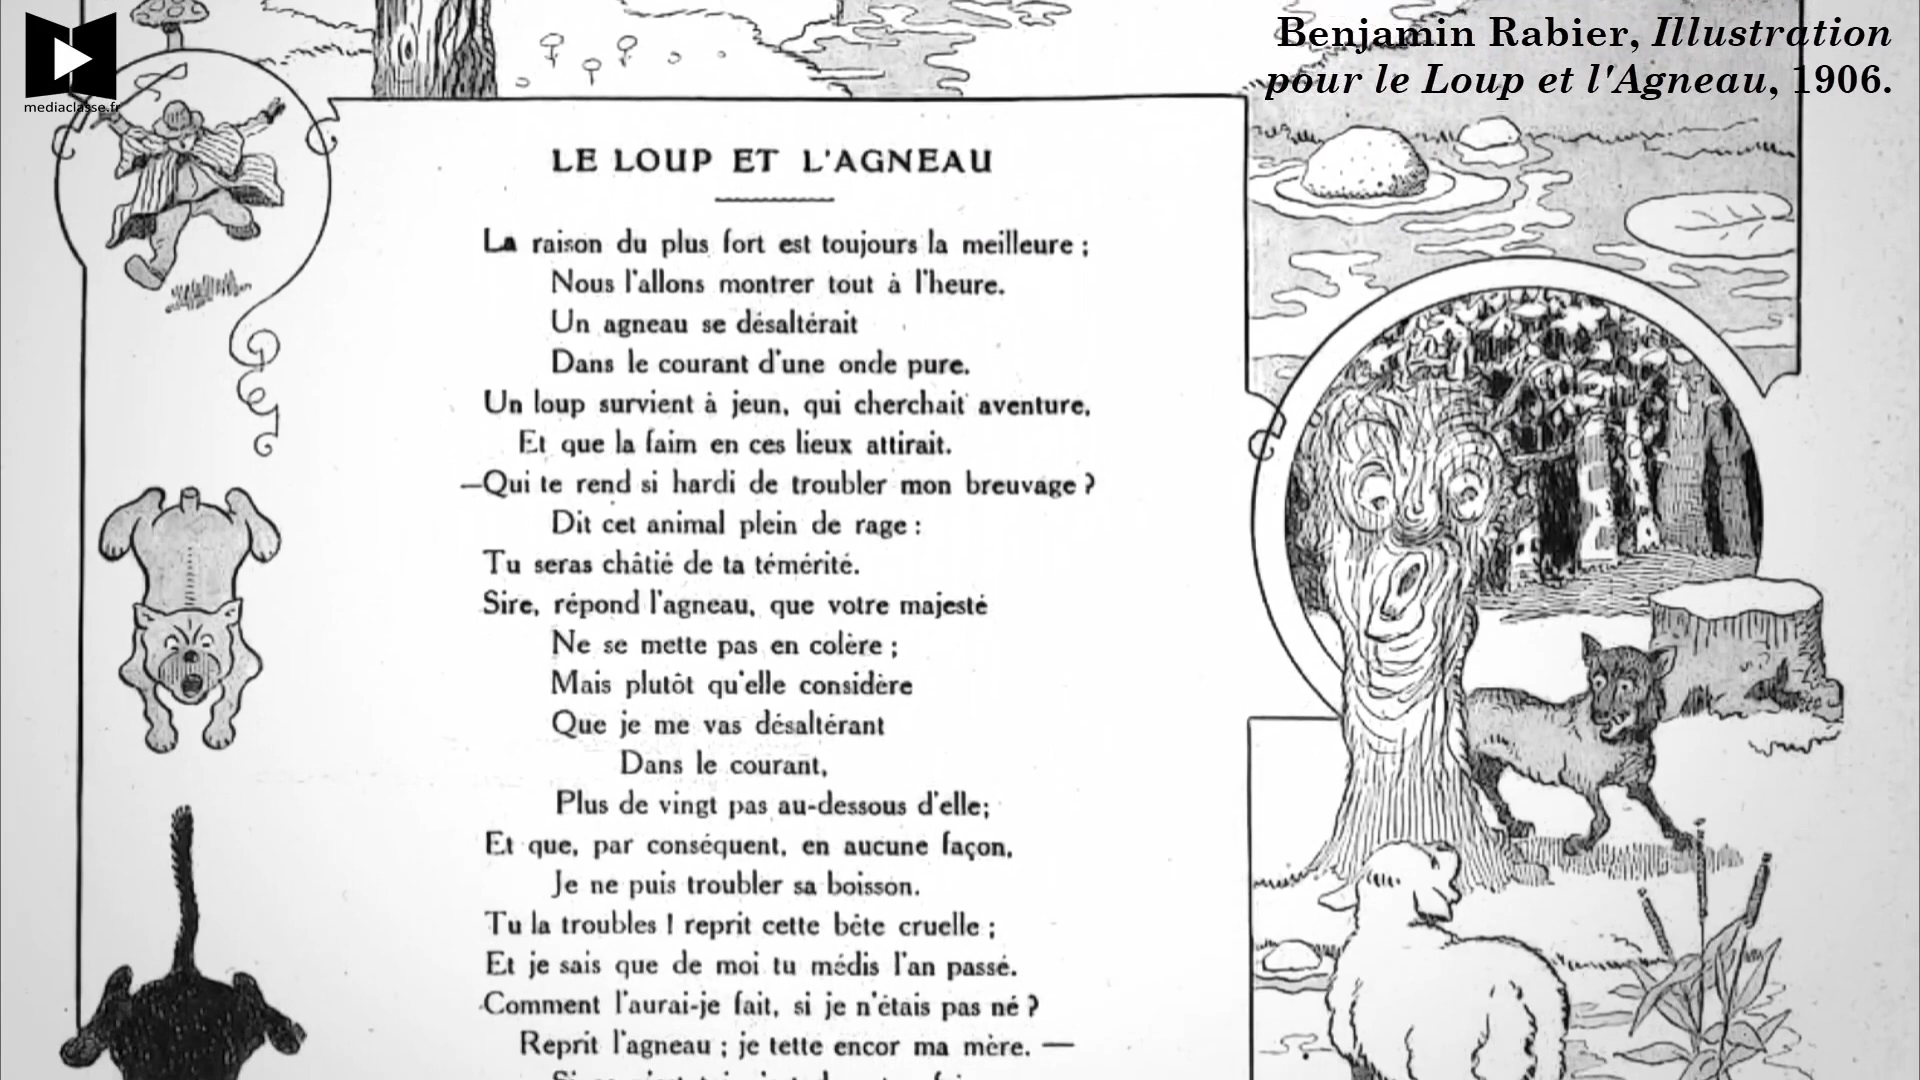 mediaclasse.fr
Benjamin Rabier, Illustration
pour le Loup et l'Agneau, 1906.
LE LOUP ET L'AGNEAU
La raison du plus fort est toujours la meilleure ;
Nous l'allons montrer tout à l'heure.
Un agneau se désaltérait
Dans le courant d'une onde pure.
Un loup survient à jeun, qui cherchait aventure,
Et que la faim en ces lieux attirait.
—Qui te rend si hardi de troubler mon breuvage ?
Dit cet animal plein de rage :
Tu seras châtié de ta témérité.
Sire, répond l'agneau, que votre majesté
Ne se mette pas en colère ;
Mais plutôt qu'elle considère
Que je me vas désaltérant
Dans le courant,
Plus de vingt pas au-dessous d'elle;
Et que, par conséquent, en aucune façon,
Je ne puis troubler sa boisson.
Tu la troubles ! reprit cette bête cruelle ;
Et je sais que de moi tu médis l'an passé.
Comment l'aurai-je fait, si je n'étais pas né ?
Reprit l'agneau ; je tette encor ma mère. —